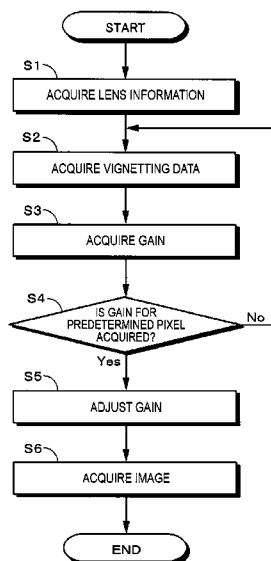 START
S1
ACQUIRE LENS INFORMATION
S2
ACQUIRE VIGNETTING DATA
S3
ACQUIRE GAIN
S4
IS GAIN FOR
PREDETERMINED PIXEL
ACQUIRED?
No
Yes
S5
ADJUST GAIN
S6
ACQUIRE IMAGE
END